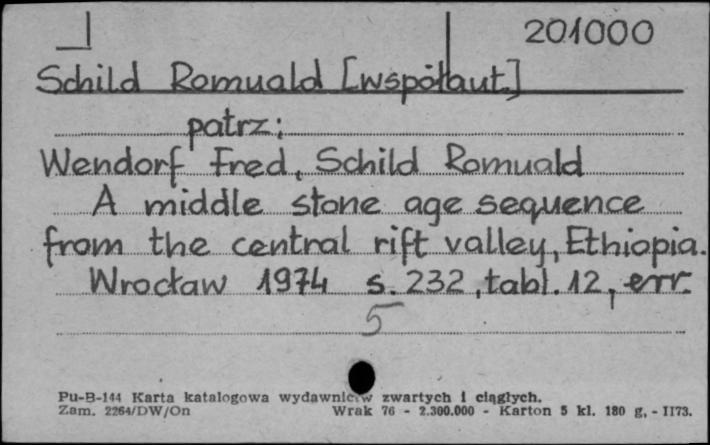 201000
Schild Romuald [współaut.]
patrz:
Wendorf Fred, Schild Romuald
A middle stone age sequence
from the central rift valley, Ethiopia.
Wrocław 1974 s. 232, tabl. 12, err.
5
Pu-B-144 Karta katalogowa wydawnictw zwartych i ciągłych.
Zam. 2264/DW/On Wrak 76 - 2.300.000 - Karton 5 kl. 180 g, - II73.